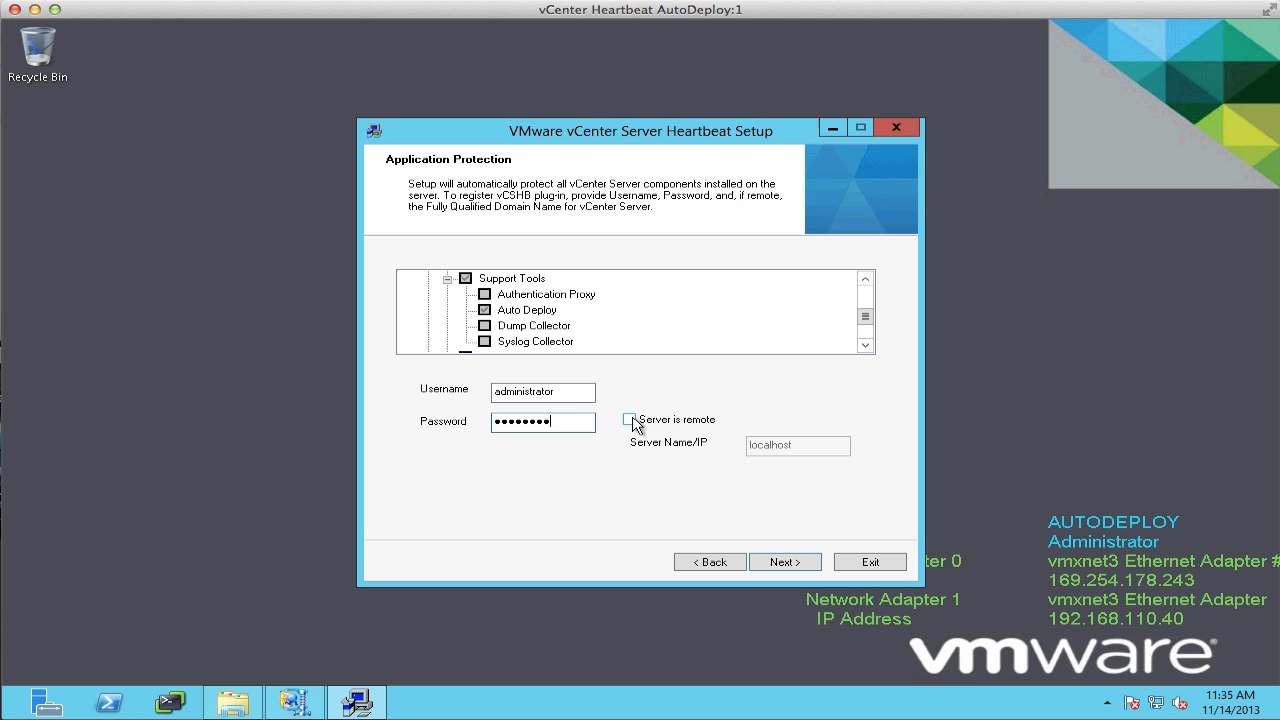 vCenter Heartbeat AutoDeploy:1
Recycle Bin
VMware vCenter Server Heartbeat Setup
Application Protection
Setup will automatically protect all vCenter Server components installed on the
server. To register vCSHB plug-in, provide Username, Password, and, if remote,
the Fully Qualified Domain Name for vCenter Server.
Support Tools
Authentication Proxy
Auto Deploy
Dump Collector
Syslog Collector
Username
administrator
Password
Server is remote
Server Name/IP
localhost
< Back
Next >
Exit
AUTODEPLOY
Administrator
ter 0
vmxnet3 Ethernet Adapter #
169.254.178.243
Network Adapter 1
vmxnet3 Ethernet Adapter
IP Address
192.168.110.40
vmware
11:35 AM
11/14/2013